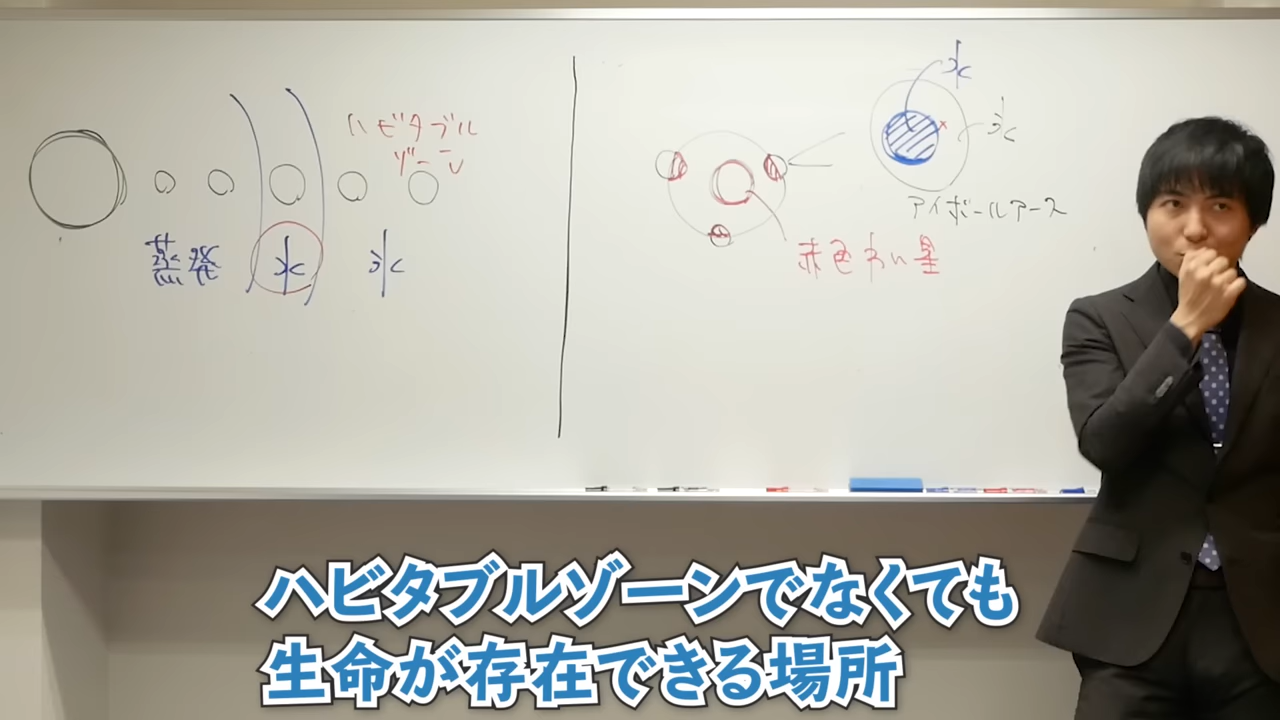 ハビタブル
ゾーン
蒸発
水
氷
水
氷
アイボールアース
赤色わい星
ハビタブルゾーンでなくても
生命が存在できる場所